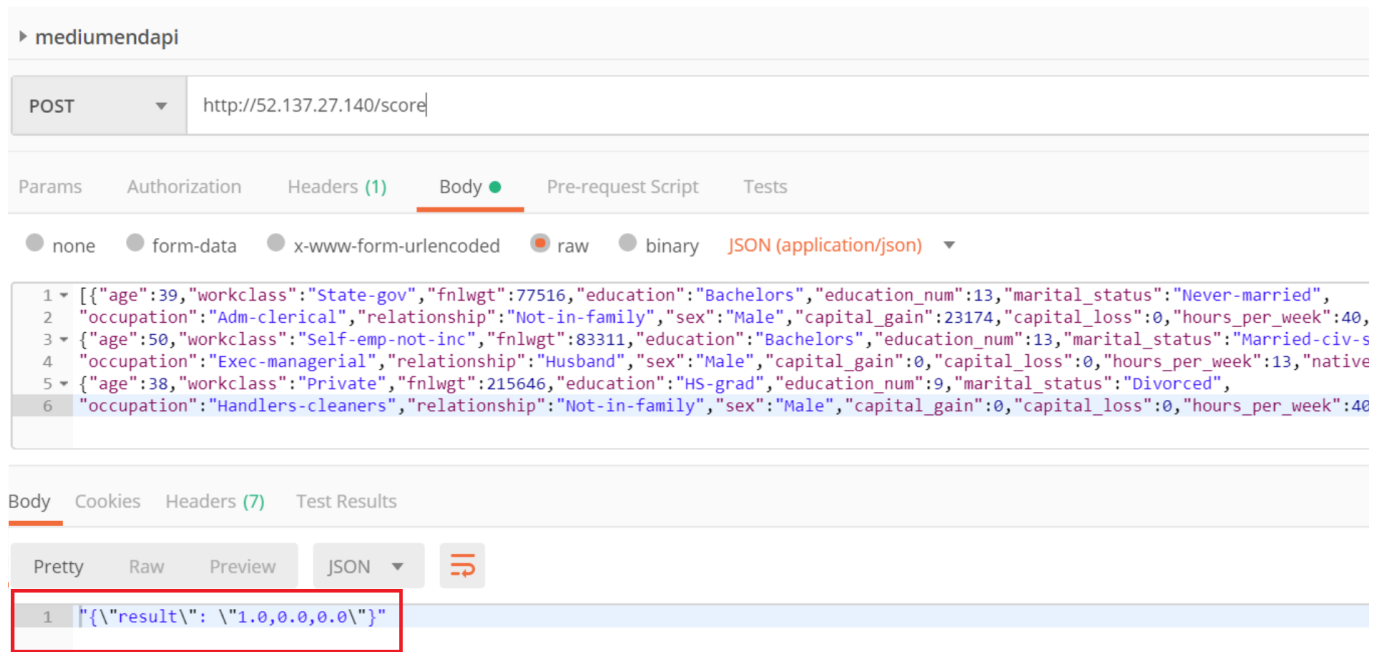 mediumendapi
POST http://52.137.27.140/score
Params Authorization Headers (1) Body Pre-request Script Tests
none form-data x-www-form-urlencoded raw binary JSON (application/json)
1 [{"age":39,"workclass":"State-gov","fnlwgt":77516,"education":"Bachelors","education_num":13,"marital_status":"Never-married",
2 "occupation":"Adm-clerical","relationship":"Not-in-family","sex":"Male","capital_gain":23174,"capital_loss":0,"hours_per_week":40,
3 {"age":50,"workclass":"Self-emp-not-inc","fnlwgt":83311,"education":"Bachelors","education_num":13,"marital_status":"Married-civ-s
4 "occupation":"Exec-managerial","relationship":"Husband","sex":"Male","capital_gain":0,"capital_loss":0,"hours_per_week":13,"native
5 {"age":38,"workclass":"Private","fnlwgt":215646,"education":"HS-grad","education_num":9,"marital_status":"Divorced",
6 "occupation":"Handlers-cleaners","relationship":"Not-in-family","sex":"Male","capital_gain":0,"capital_loss":0,"hours_per_week":40
Body Cookies Headers (7) Test Results
Pretty Raw Preview JSON
1 "{\"result\": \"1.0,0.0,0.0\"}"